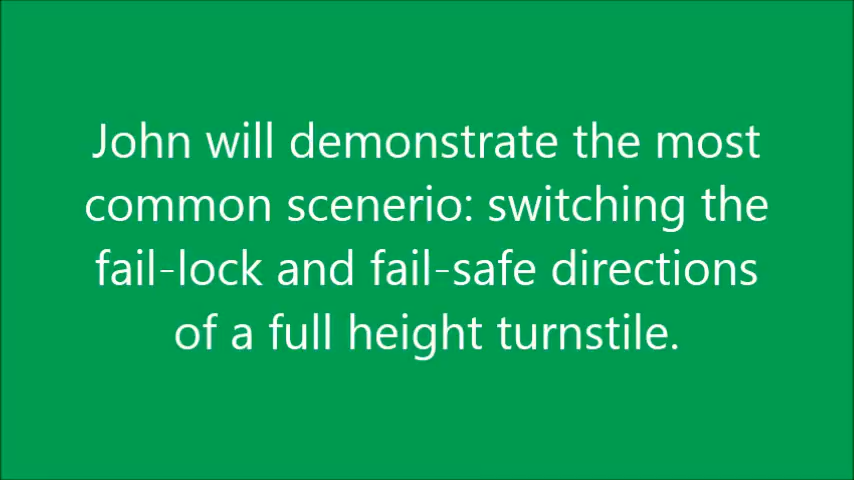 John will demonstrate the most
common scenerio: switching the
fail-lock and fail-safe directions
of a full height turnstile.